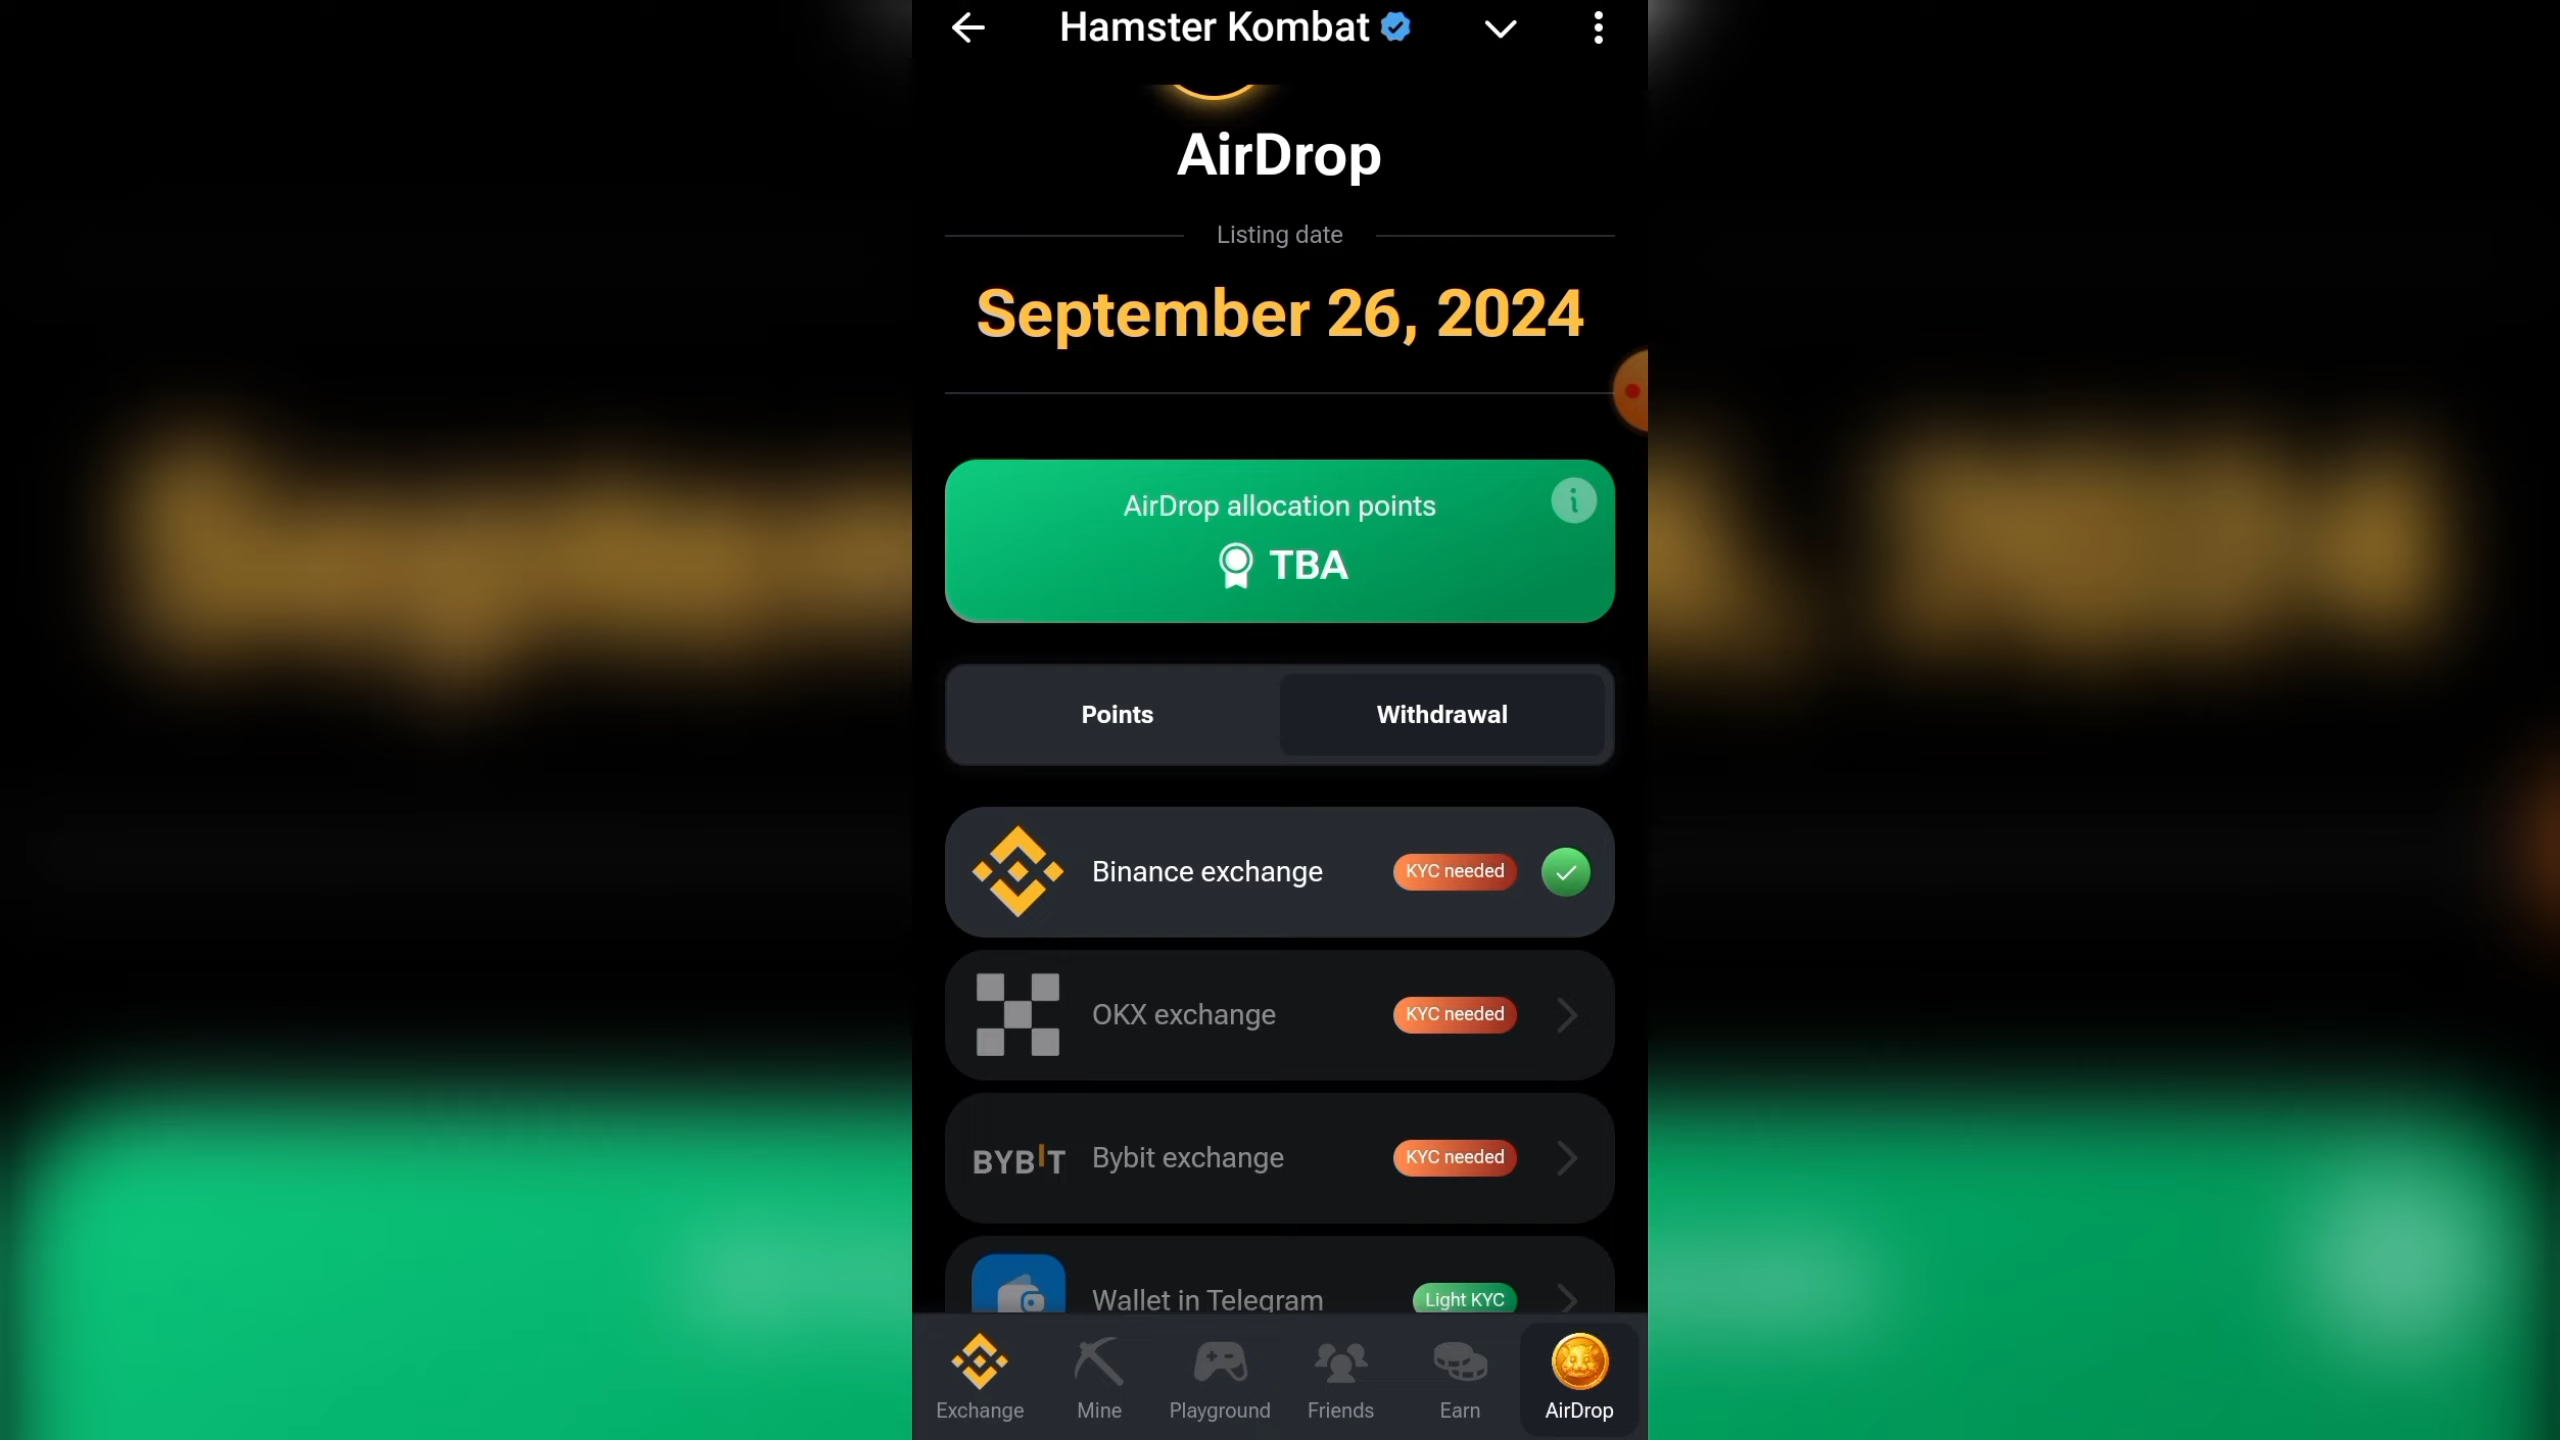 Hamster Kombat
AirDrop
Listing date
September 26, 2024
AirDrop allocation points
i
TBA
Points Withdrawal
Binance exchange KYC needed
OKX exchange KYC needed
BYBIT Bybit exchange KYC needed
Wallet in Telegram Light KYC
Exchange Mine Playground Friends Earn AirDrop